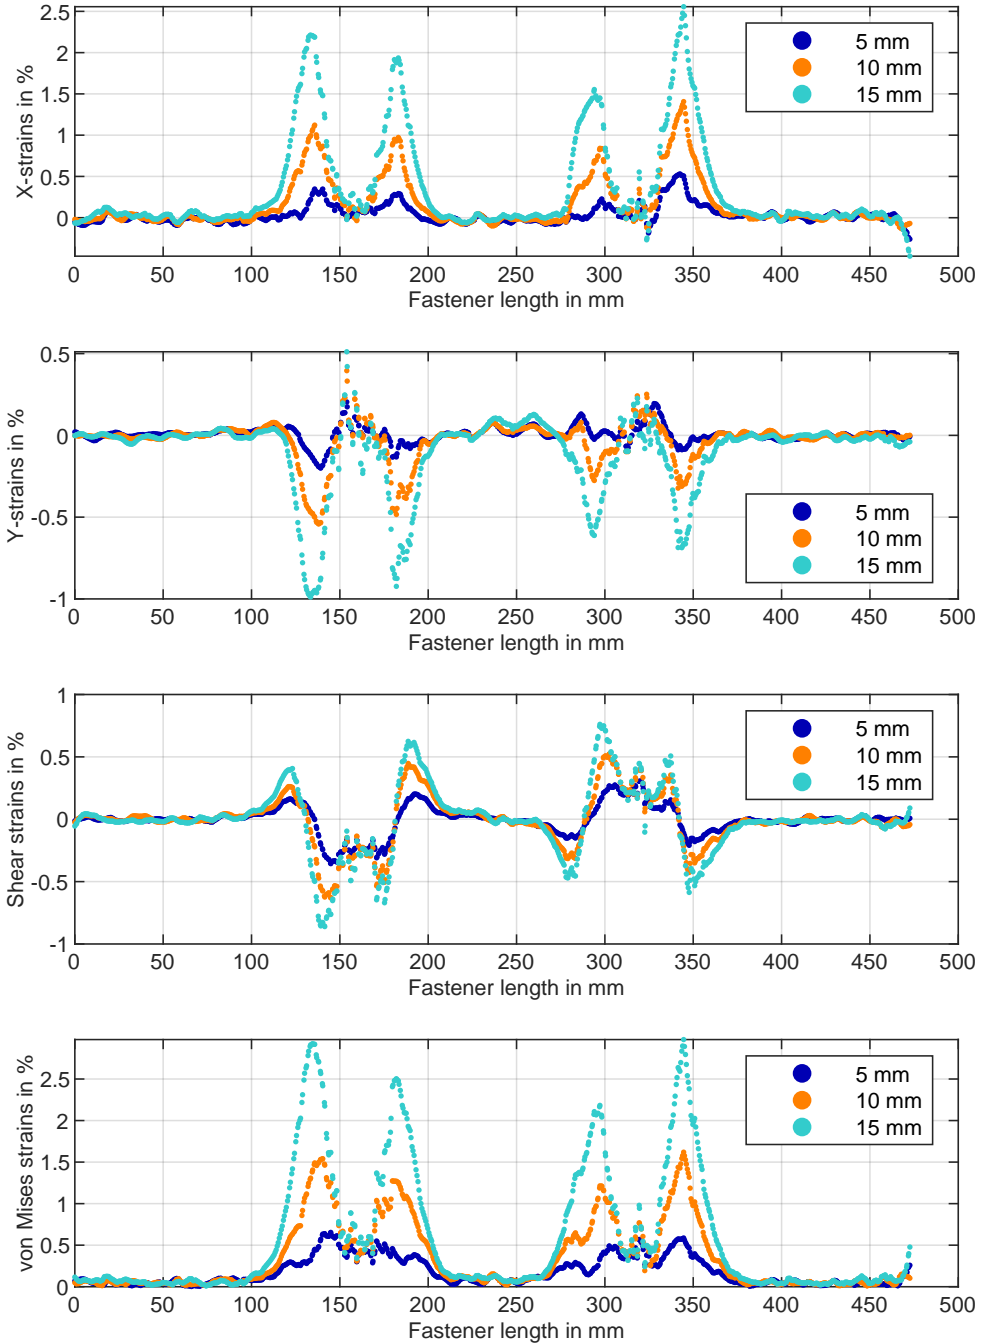 X-strains in %
2.5
2
1.5
1
0.5
0
5 mm
10 mm
15 mm
0 50 100 150 200 250 300 350 400 450 500
Fastener length in mm
Y-strains in %
0.5
0
-0.5
-1
5 mm
10 mm
15 mm
0 50 100 150 200 250 300 350 400 450 500
Fastener length in mm
Shear strains in %
1
0.5
0
-0.5
-1
5 mm
10 mm
15 mm
0 50 100 150 200 250 300 350 400 450 500
Fastener length in mm
von Mises strains in %
2.5
2
1.5
1
0.5
0
5 mm
10 mm
15 mm
0 50 100 150 200 250 300 350 400 450 500
Fastener length in mm